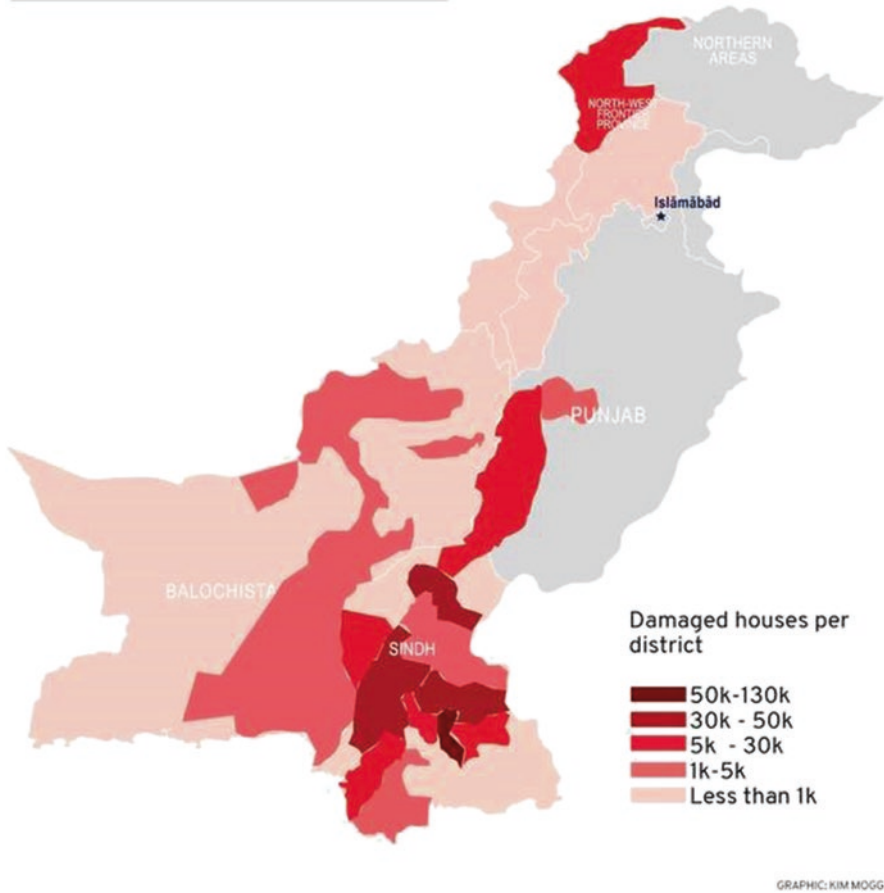 NORTHERN
AREAS
NORTH-WEST
FRONTIER
PROVINCE
Islāmābād
PUNJAB
BALOCHISTA
SINDH
Damaged houses per
district
50k-130k
30k - 50k
5k - 30k
1k-5k
Less than 1k
GRAPHIC: KIM MOGG